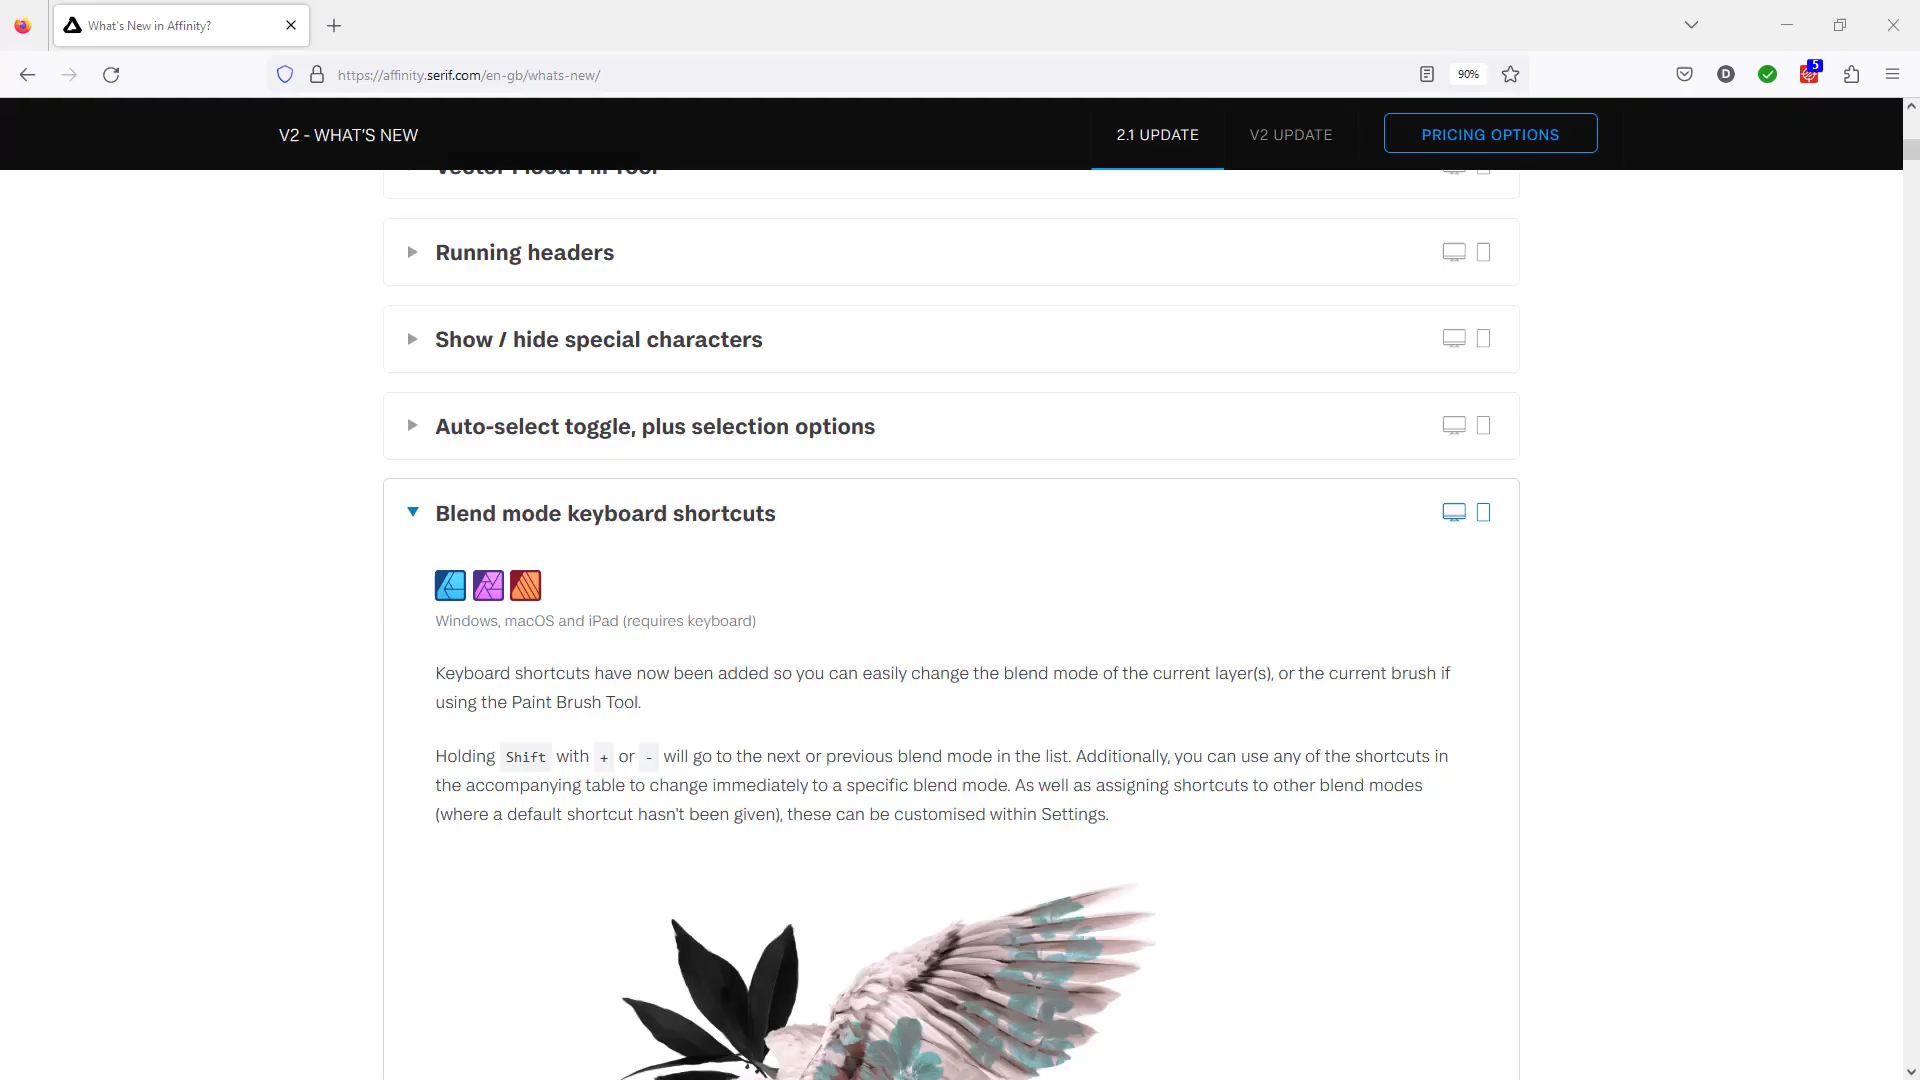 What's New in Affinity?
https://affinity.serif.com/en-gb/whats-new/
90%
D
5
V2 - WHAT'S NEW
2.1 UPDATE
V2 UPDATE
PRICING OPTIONS
Vector Flood Fill Tool
Running headers
Show / hide special characters
Auto-select toggle, plus selection options
Blend mode keyboard shortcuts
Windows, macOS and iPad (requires keyboard)
Keyboard shortcuts have now been added so you can easily change the blend mode of the current layer(s), or the current brush if
using the Paint Brush Tool.
Holding Shift with + or - will go to the next or previous blend mode in the list. Additionally, you can use any of the shortcuts in
the accompanying table to change immediately to a specific blend mode. As well as assigning shortcuts to other blend modes
(where a default shortcut hasn't been given), these can be customised within Settings.